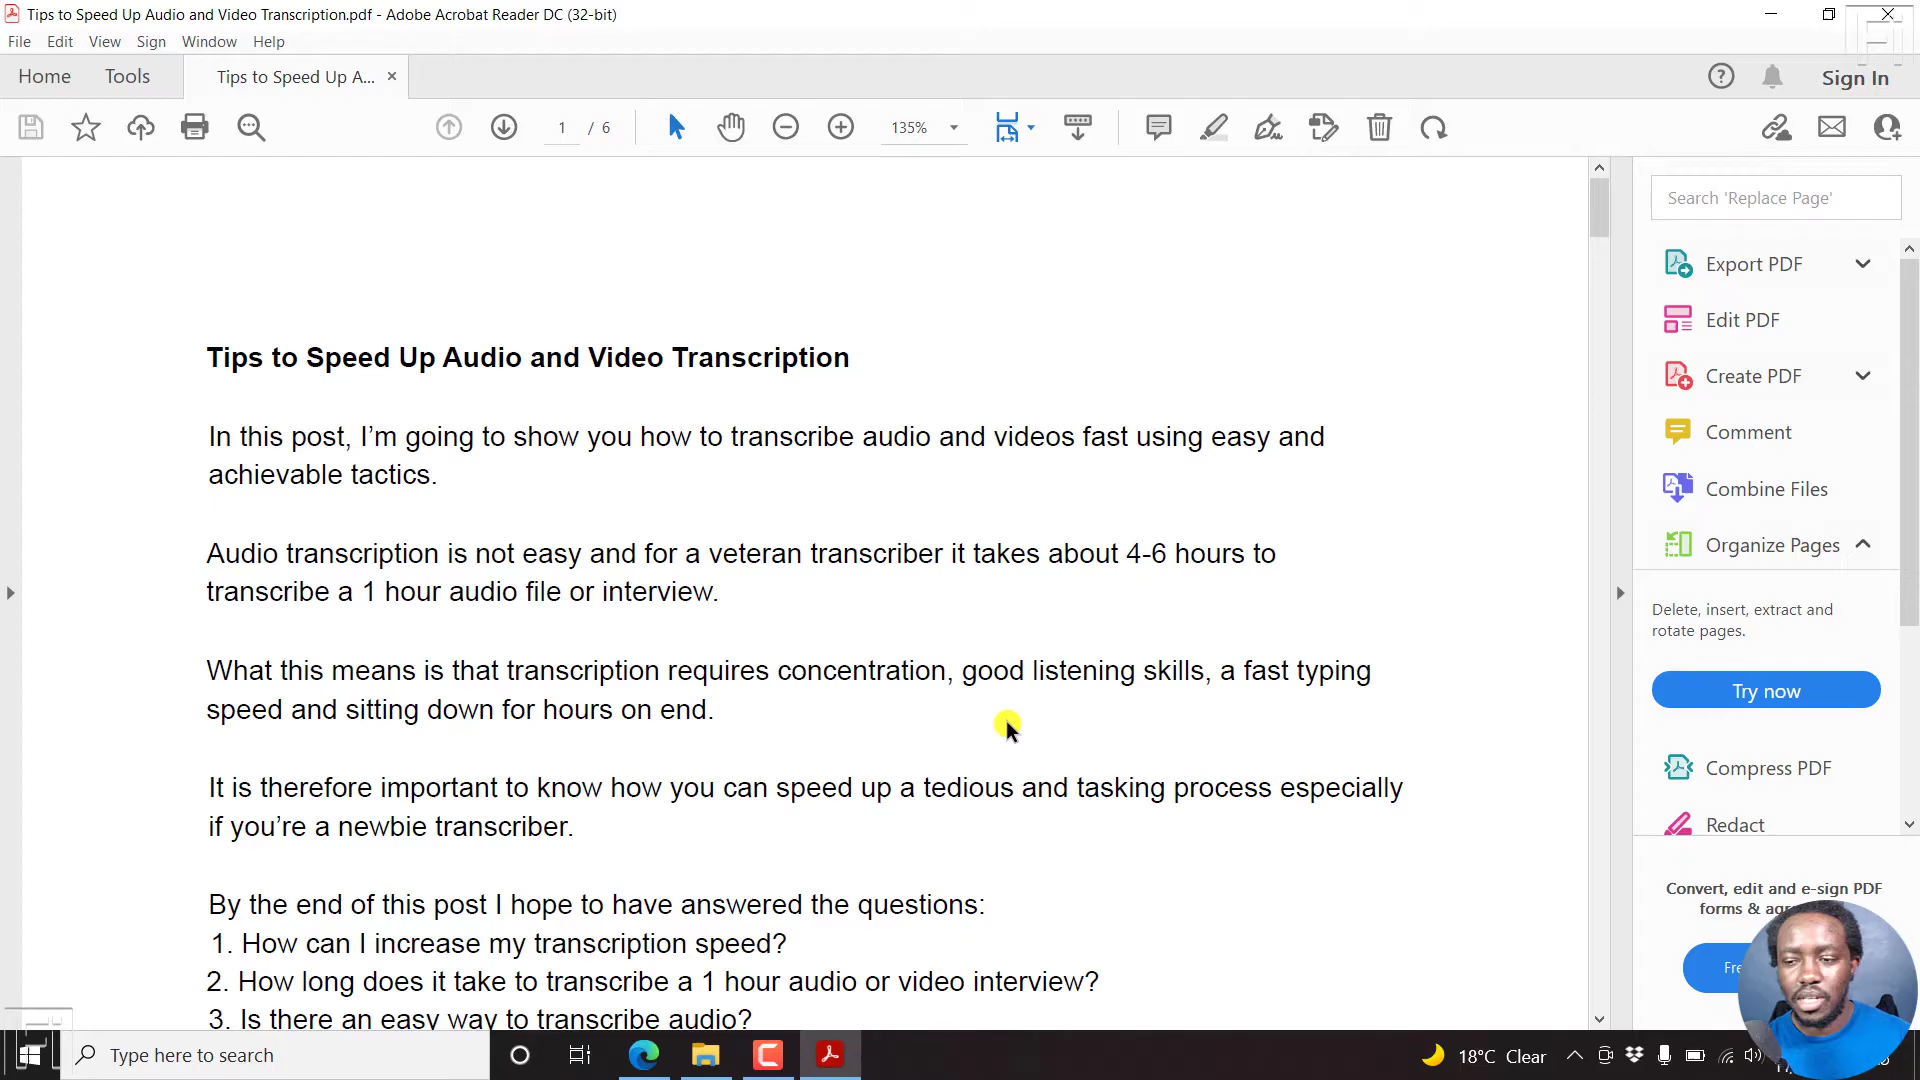 Tips to Speed Up Audio and Video Transcription.pdf - Adobe Acrobat Reader DC (32-bit)
File Edit View Sign Window Help
Home Tools Tips to Speed Up A... Sign In
1 / 6 135%
Search 'Replace Page'
Export PDF
Edit PDF
Create PDF
Comment
Combine Files
Organize Pages
Delete, insert, extract and
rotate pages.
Try now
Compress PDF
Redact
Convert, edit and e-sign PDF
forms &
Tips to Speed Up Audio and Video Transcription
In this post, I’m going to show you how to transcribe audio and videos fast using easy and
achievable tactics.
Audio transcription is not easy and for a veteran transcriber it takes about 4-6 hours to
transcribe a 1 hour audio file or interview.
What this means is that transcription requires concentration, good listening skills, a fast typing
speed and sitting down for hours on end.
It is therefore important to know how you can speed up a tedious and tasking process especially
if you’re a newbie transcriber.
By the end of this post I hope to have answered the questions:
1. How can I increase my transcription speed?
2. How long does it take to transcribe a 1 hour audio or video interview?
3. Is there an easy way to transcribe audio?
Type here to search
18°C Clear